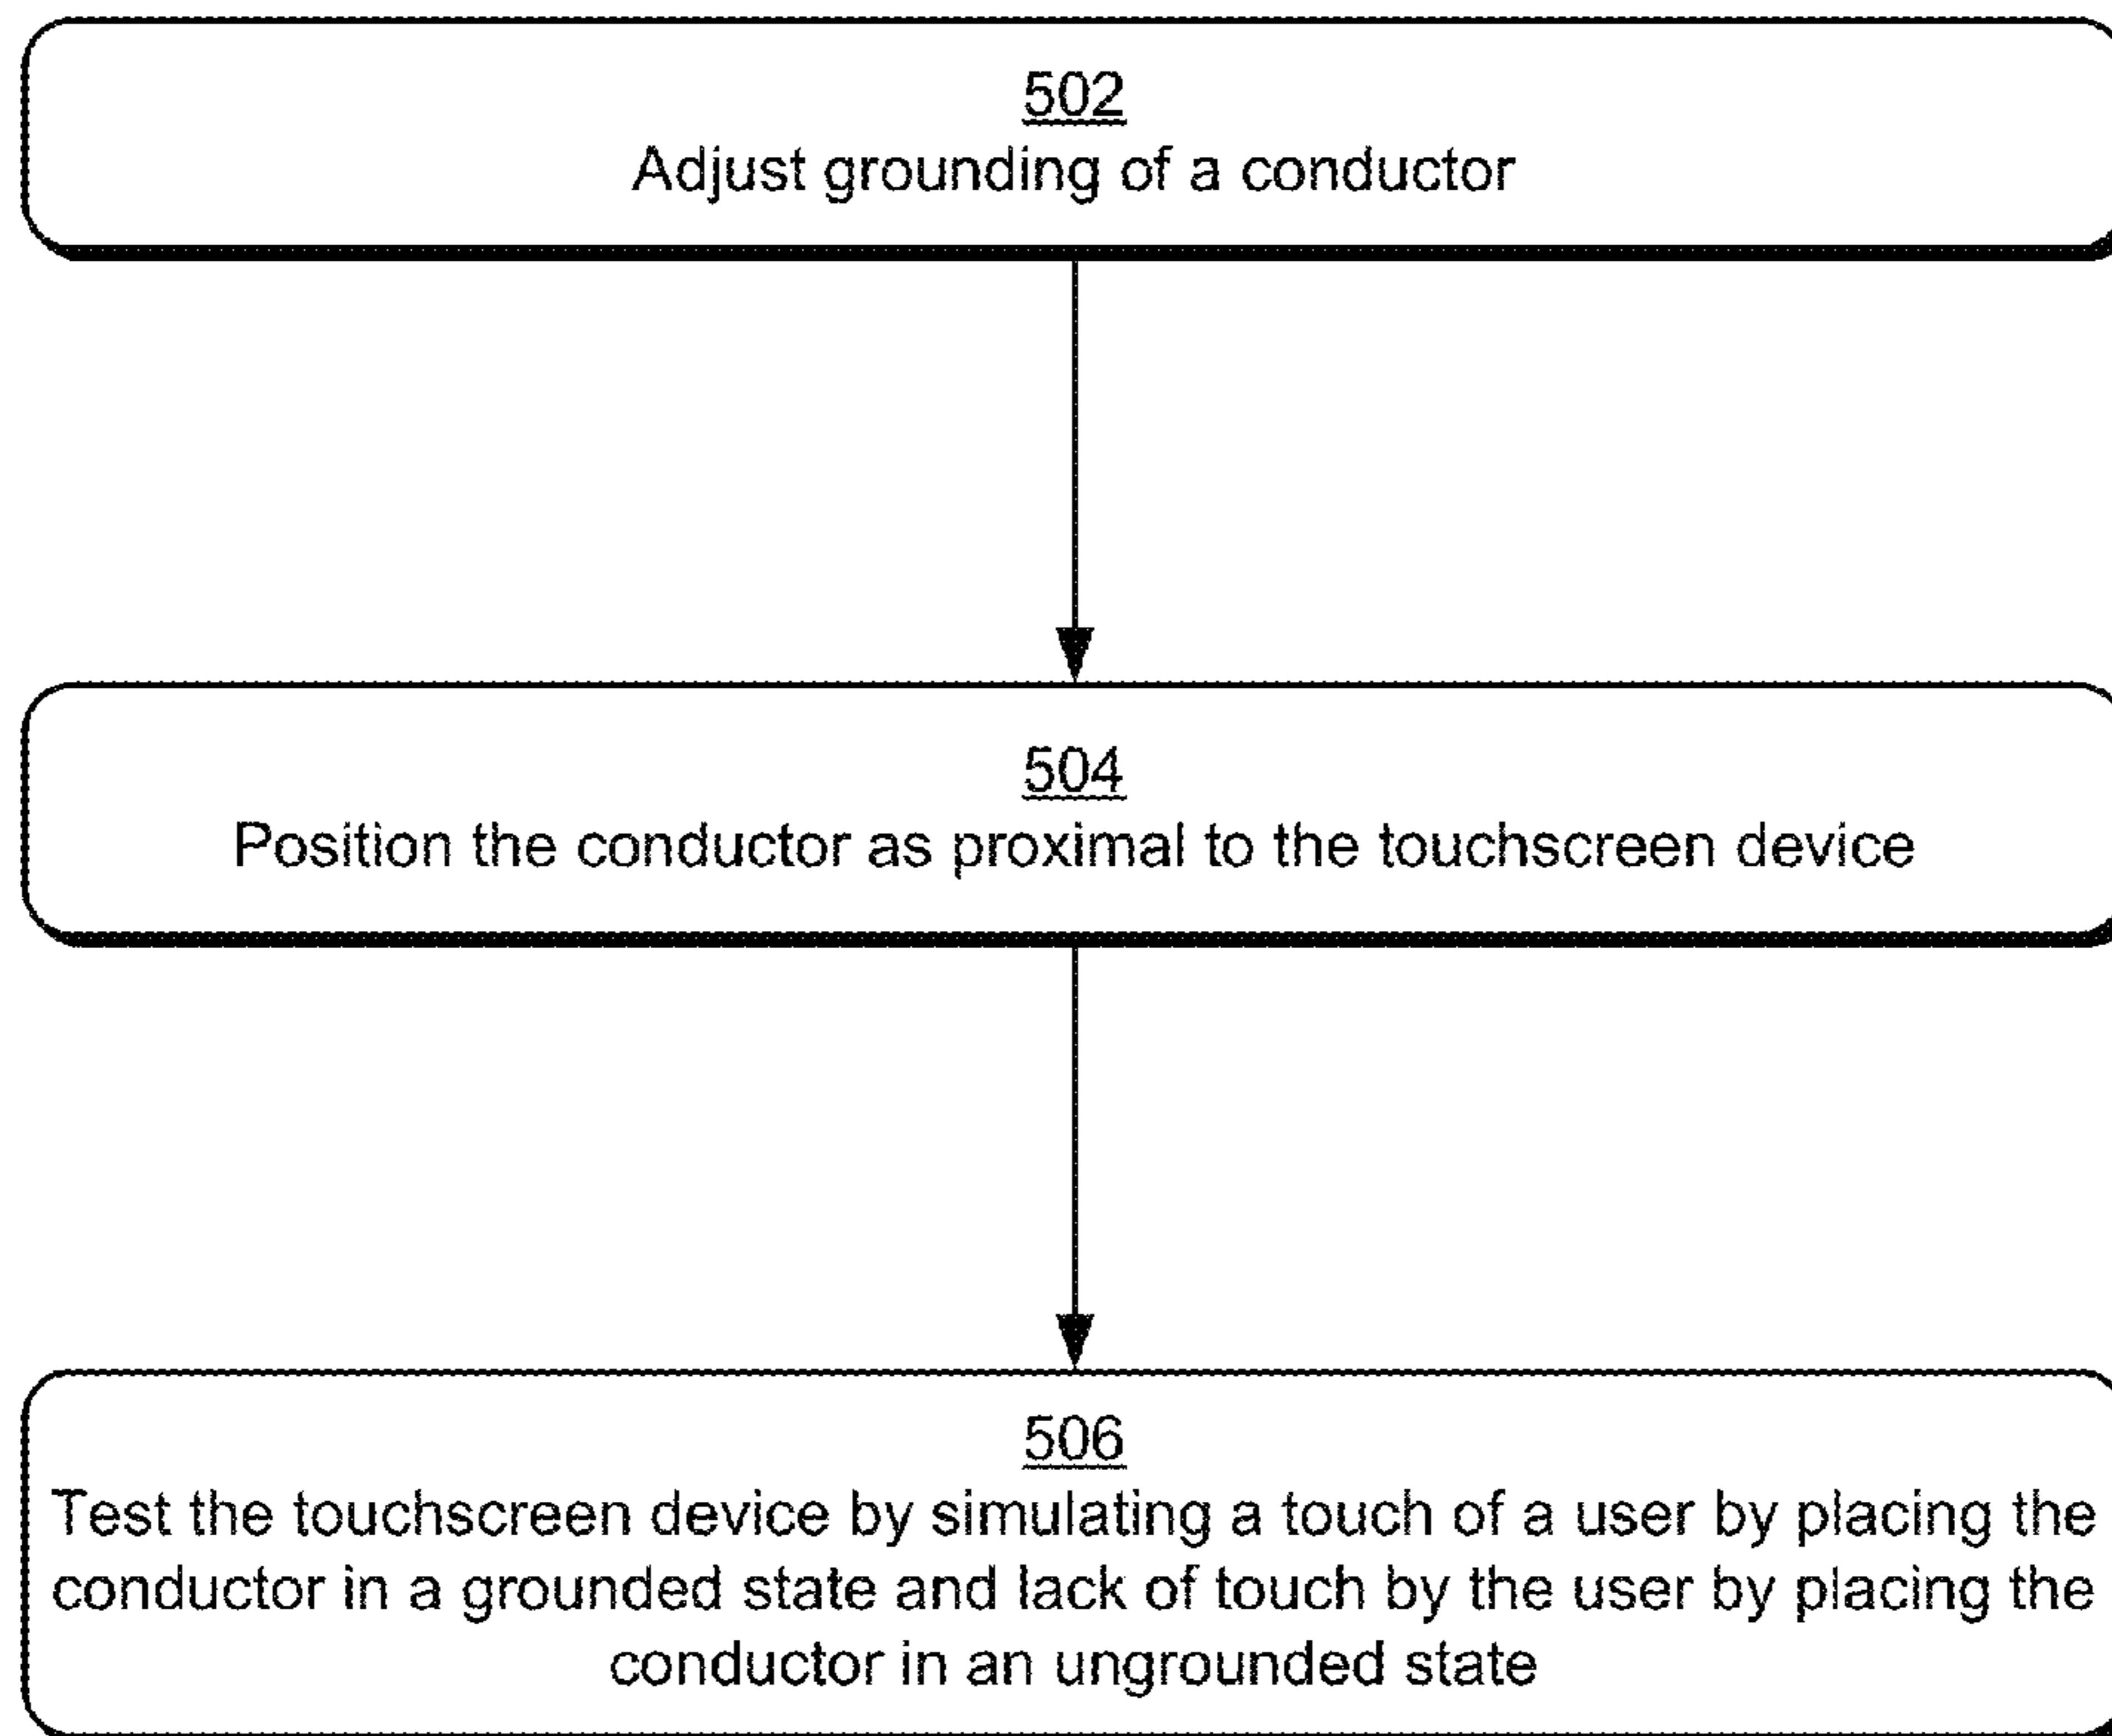 502
Adjust grounding of a conductor
504
Position the conductor as proximal to the touchscreen device
506
Test the touchscreen device by simulating a touch of a user by placing the
conductor in a grounded state and lack of touch by the user by placing the
conductor in an ungrounded state